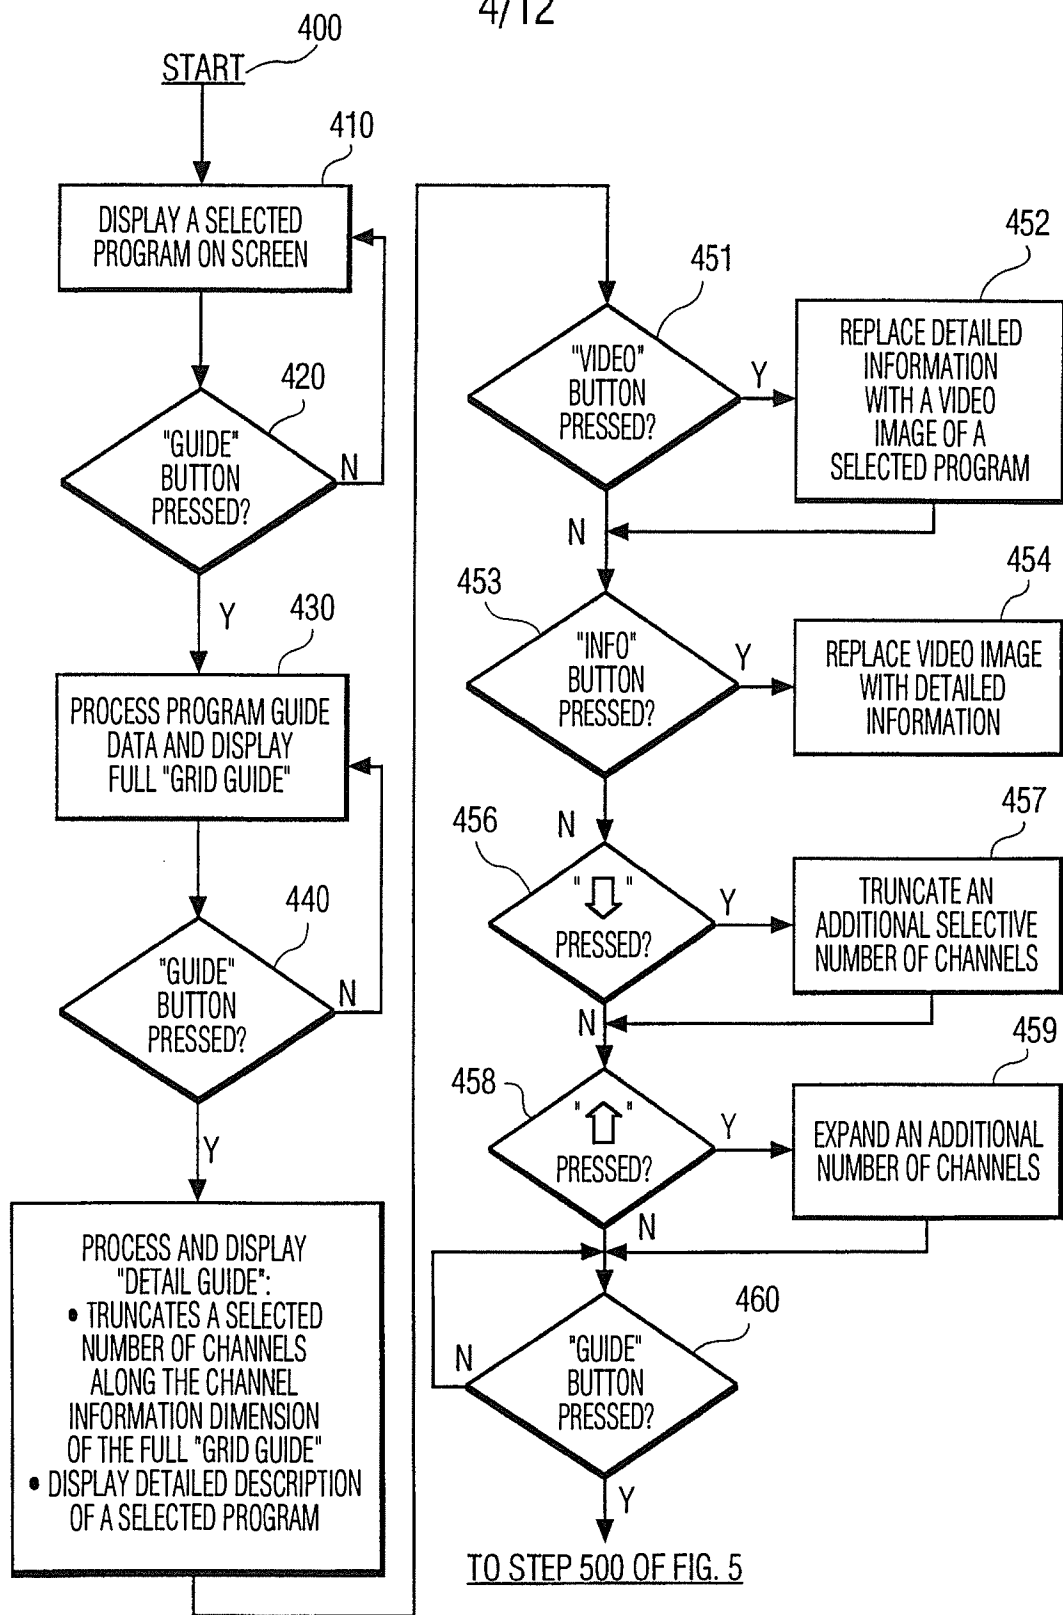 4/12
400
START
410
DISPLAY A SELECTED
PROGRAM ON SCREEN
420
"GUIDE"
BUTTON
PRESSED?
N
Y
430
PROCESS PROGRAM GUIDE
DATA AND DISPLAY
FULL "GRID GUIDE"
440
"GUIDE"
BUTTON
PRESSED?
N
Y
PROCESS AND DISPLAY
"DETAIL GUIDE":
• TRUNCATES A SELECTED
NUMBER OF CHANNELS
ALONG THE CHANNEL
INFORMATION DIMENSION
OF THE FULL "GRID GUIDE"
• DISPLAY DETAILED DESCRIPTION
OF A SELECTED PROGRAM
451
"VIDEO"
BUTTON
PRESSED?
Y
N
452
REPLACE DETAILED
INFORMATION
WITH A VIDEO
IMAGE OF A
SELECTED PROGRAM
453
"INFO"
BUTTON
PRESSED?
Y
N
454
REPLACE VIDEO IMAGE
WITH DETAILED
INFORMATION
456
"⇩"
PRESSED?
Y
N
457
TRUNCATE AN
ADDITIONAL SELECTIVE
NUMBER OF CHANNELS
458
"⇧"
PRESSED?
Y
N
459
EXPAND AN ADDITIONAL
NUMBER OF CHANNELS
460
"GUIDE"
BUTTON
PRESSED?
N
Y
TO STEP 500 OF FIG. 5